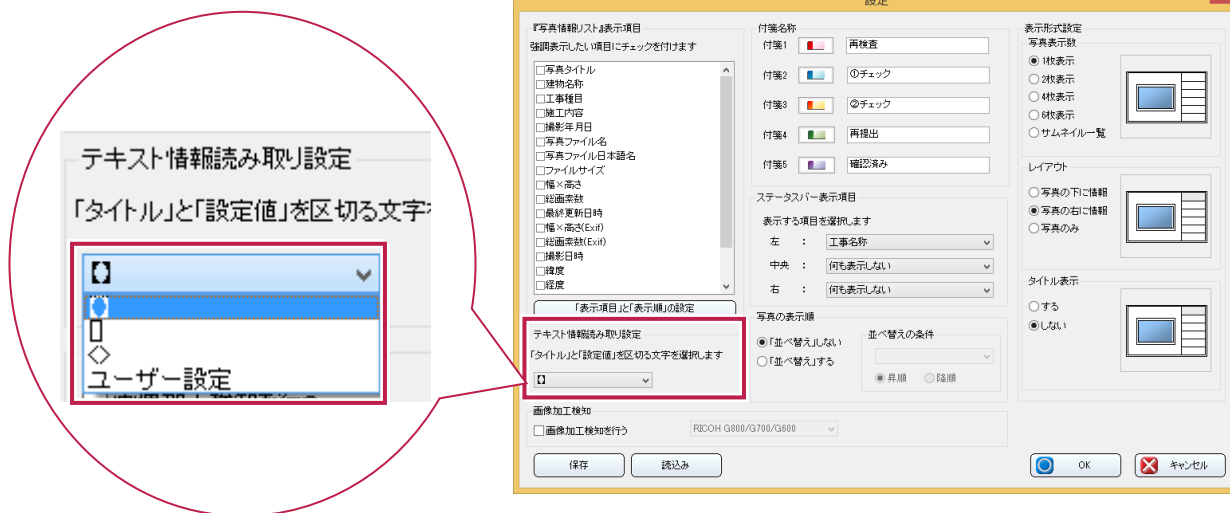 テキスト情報読み取り設定
「タイトル」と「設定値」を区切る文字
【】
【】
[]
<>
ユーザー設定
設定
『写真情報リスト』表示項目
強調表示したい項目にチェックを付けます
写真タイトル
建物名称
工事種目
施工内容
撮影年月日
写真ファイル名
写真ファイル日本語名
ファイルサイズ
幅×高さ
総画素数
最終更新日時
幅×高さ(Exif)
総画素数(Exif)
撮影日時
緯度
経度
「表示項目」と「表示順」の設定
テキスト情報読み取り設定
「タイトル」と「設定値」を区切る文字を選択します
【】
画像加工検知
画像加工検知を行う
RICOH G800/G700/G600
保存
読込み
付箋名称
付箋1 再検査
付箋2 ①チェック
付箋3 ②チェック
付箋4 再提出
付箋5 確認済み
ステータスバー表示項目
表示する項目を選択します
左 : 工事名称
中央 : 何も表示しない
右 : 何も表示しない
写真の表示順
「並べ替え」しない
「並べ替え」する
並べ替えの条件
昇順 降順
表示形式設定
写真表示数
1枚表示
2枚表示
4枚表示
6枚表示
サムネイル一覧
レイアウト
写真の下に情報
写真の右に情報
写真のみ
タイトル表示
する
しない
OK
キャンセル